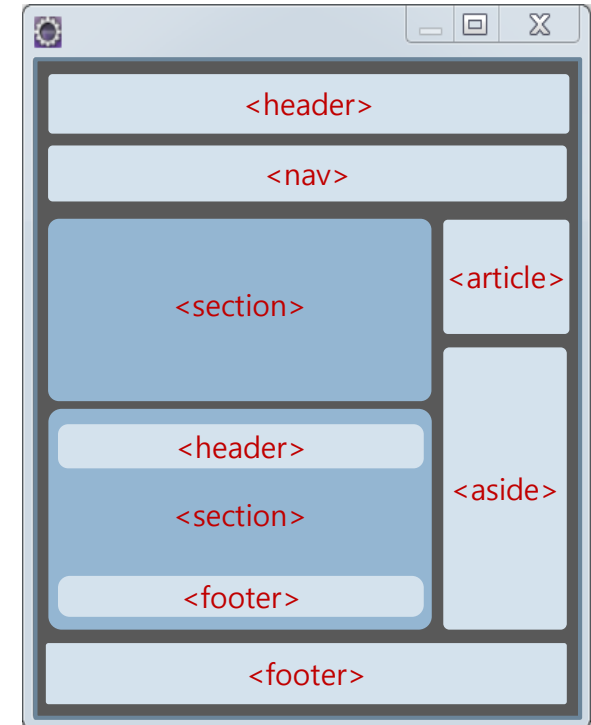 <header>
<nav>
<section>
<article>
<header>
<section>
<aside>
<footer>
<footer>